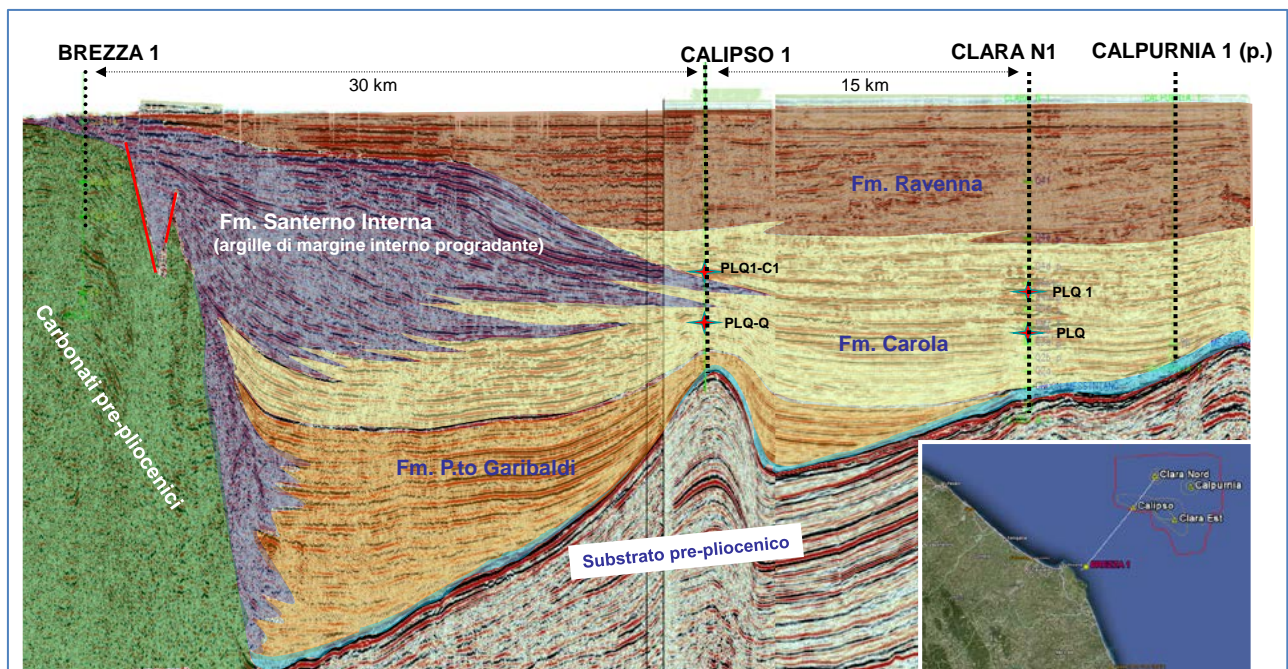 BREZZA 1
CALIPSO 1
CLARA N1
CALPURNIA 1 (p.)
30 km
15 km
Fm. Ravenna
Fm. Santerno Interna
(argille di margine interno progradante)
PLQ1-C1
PLQ 1
PLQ-Q
PLQ
Fm. Carola
Carbonati pre-pliocenici
Fm. P.to Garibaldi
Substrato pre-pliocenico
Clara Nord
Calpurnia
Calipso
Clara Est
BREZZA 1